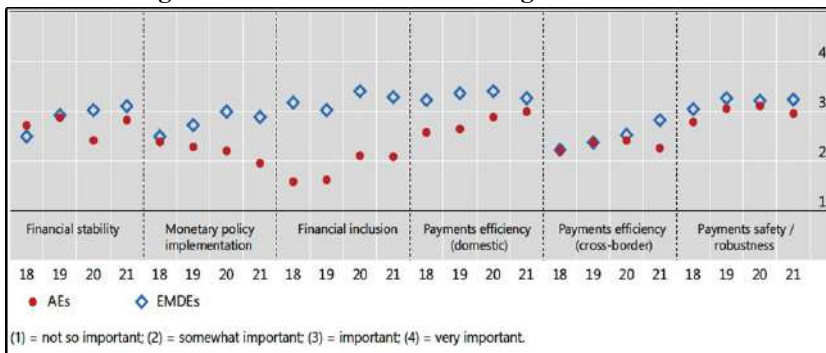 4
3
2
1
Financial stability
Monetary policy
implementation
Financial inclusion
Payments efficiency
(domestic)
Payments efficiency
(cross-border)
Payments safety /
robustness
18 19 20 21 18 19 20 21 18 19 20 21 18 19 20 21 18 19 20 21 18 19 20 21
AEs EMDEs
(1) = not so important; (2) = somewhat important; (3) = important; (4) = very important.